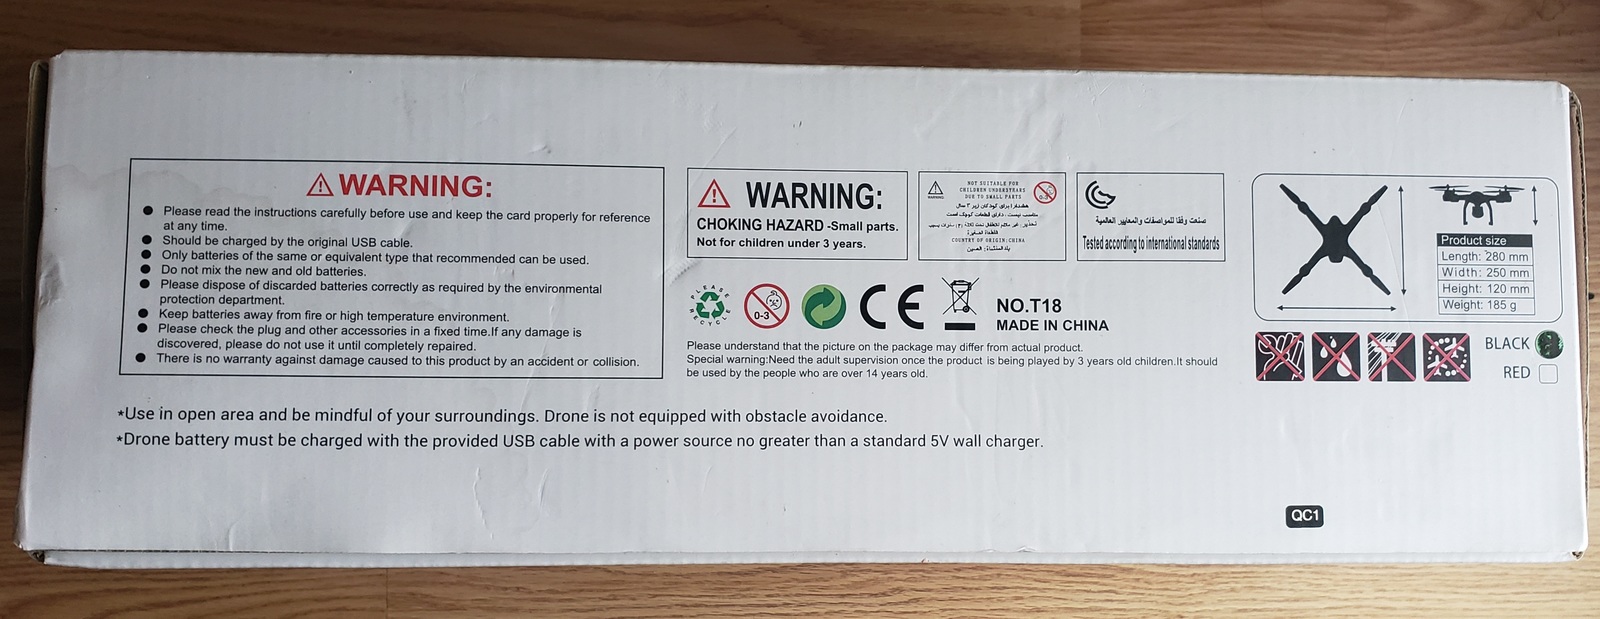 WARNING:
Please read the instructions carefully before use and keep the card properly for reference
at any time.
Should be charged by the original USB cable.
Only batteries of the same or equivalent type that recommended can be used.
Do not mix the new and old batteries.
Please dispose of discarded batteries correctly as required by the environmental
protection department.
Keep batteries away from fire or high temperature environment.
Please check the plug and other accessories in a fixed time.If any damage is
discovered, please do not use it until completely repaired.
There is no warranty against damage caused to this product by an accident or collision.
WARNING:
CHOKING HAZARD -Small parts.
Not for children under 3 years.
WARNING
NOT SUITABLE FOR
CHILDREN UNDER3YEARS
DUE TO SMALL PARTS
0-3
COUNTRY OF ORIGIN:CHINA
بلد المنشأ: الصين
صنعت وفقا للمواصفات والمعايير العالمية
Tested according to international standards
PLEASE
RECYCLE
0-3
CE
NO.T18
MADE IN CHINA
Please understand that the picture on the package may differ from actual product.
Special warning:Need the adult supervision once the product is being played by 3 years old children.It should
be used by the people who are over 14 years old.
Product size
Length: 280 mm
Width: 250 mm
Height: 120 mm
Weight: 185 g
BLACK
RED
*Use in open area and be mindful of your surroundings. Drone is not equipped with obstacle avoidance.
*Drone battery must be charged with the provided USB cable with a power source no greater than a standard 5V wall charger.
QC1